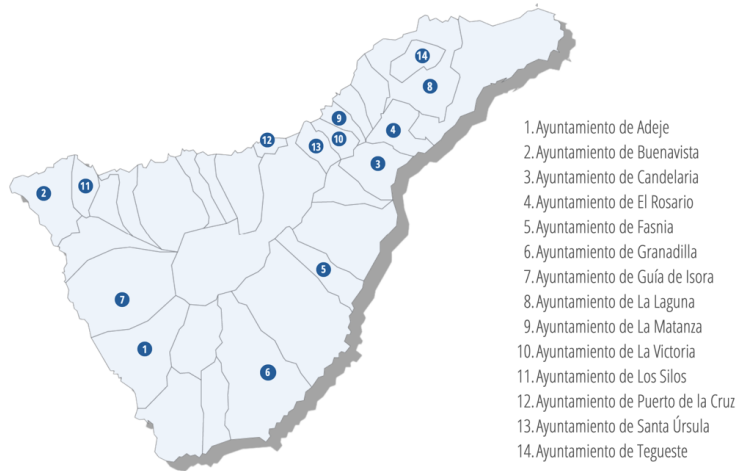 14
8
9
4
12
10
13
3
11
2
5
7
1
6
1. Ayuntamiento de Adeje
2. Ayuntamiento de Buenavista
3. Ayuntamiento de Candelaria
4. Ayuntamiento de El Rosario
5. Ayuntamiento de Fasnia
6. Ayuntamiento de Granadilla
7. Ayuntamiento de Guía de Isora
8. Ayuntamiento de La Laguna
9. Ayuntamiento de La Matanza
10. Ayuntamiento de La Victoria
11. Ayuntamiento de Los Silos
12. Ayuntamiento de Puerto de la Cruz
13. Ayuntamiento de Santa Úrsula
14. Ayuntamiento de Tegueste